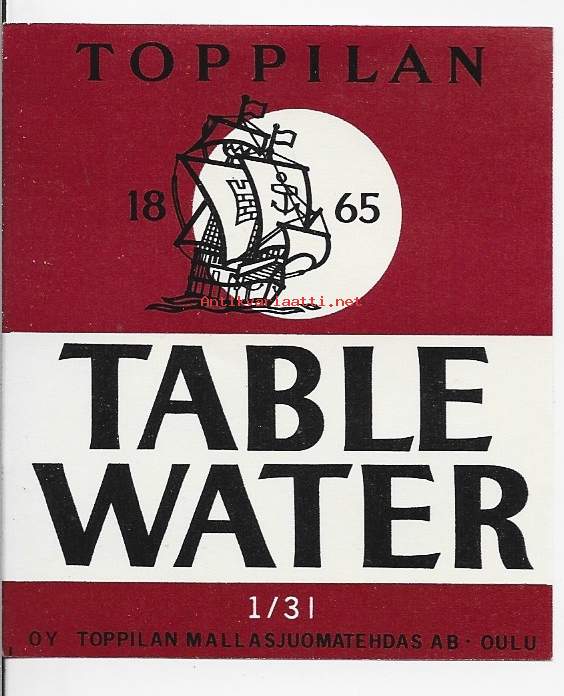 TOPPILAN
18 65
Antikvariaatti.net
TABLE
WATER
1/3 l
OY TOPPILAN MALLASJUOMATEHDAS AB · OULU